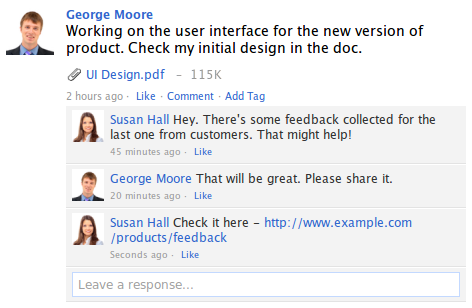 George Moore
Working on the user interface for the new version of
product. Check my initial design in the doc.
UI Design.pdf – 115K
2 hours ago · Like · Comment · Add Tag
Susan Hall Hey. There's some feedback collected for the
last one from customers. That might help!
45 minutes ago · Like
George Moore That will be great. Please share it.
20 minutes ago · Like
Susan Hall Check it here – http://www.example.com
/products/feedback
Seconds ago · Like
Leave a response...